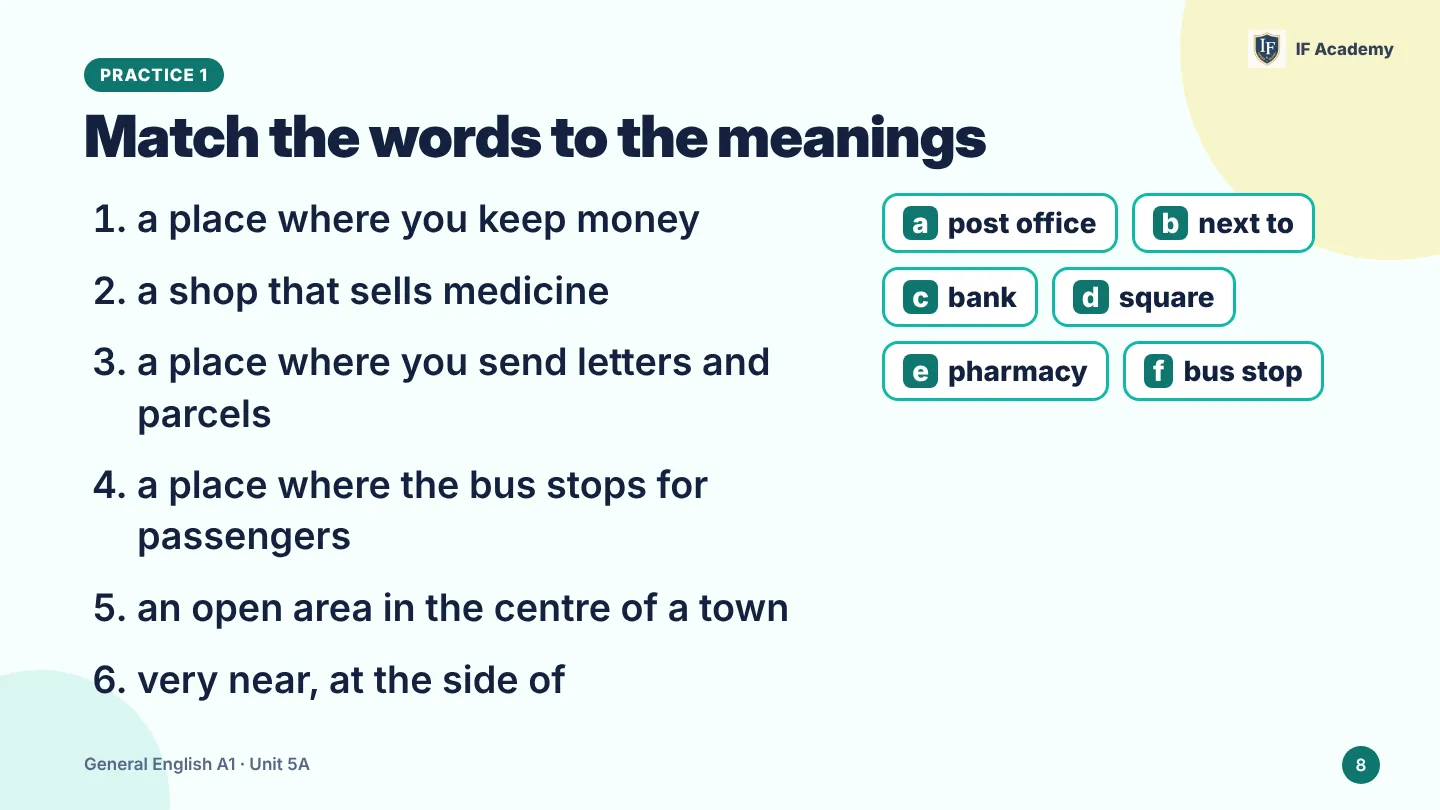 IF
IF Academy
PRACTICE 1
Match the words to the meanings
1. a place where you keep money
2. a shop that sells medicine
3. a place where you send letters and
parcels
4. a place where the bus stops for
passengers
5. an open area in the centre of a town
6. very near, at the side of
a post office
b next to
c bank
d square
e pharmacy
f bus stop
General English A1 · Unit 5A
8